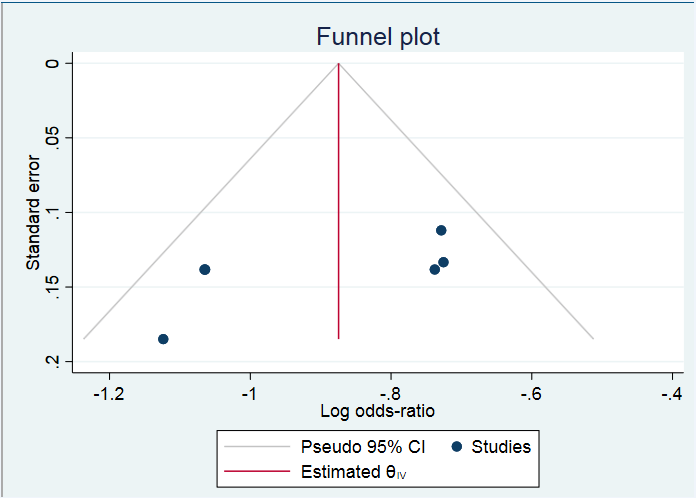 Funnel plot
0
.05
.1
.15
.2
Standard error
-1.2 -1 -.8 -.6 -.4
Log odds-ratio
Pseudo 95% CI Studies
Estimated θIV